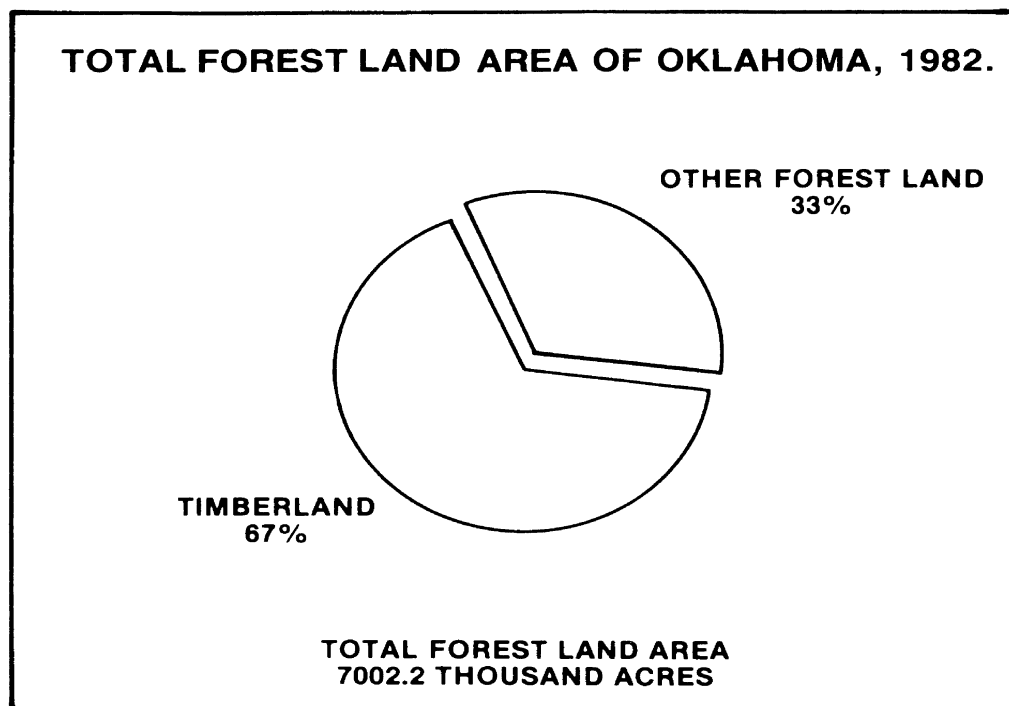 TOTAL FOREST LAND AREA OF OKLAHOMA, 1982.
OTHER FOREST LAND
33%
TIMBERLAND
67%
TOTAL FOREST LAND AREA
7002.2 THOUSAND ACRES